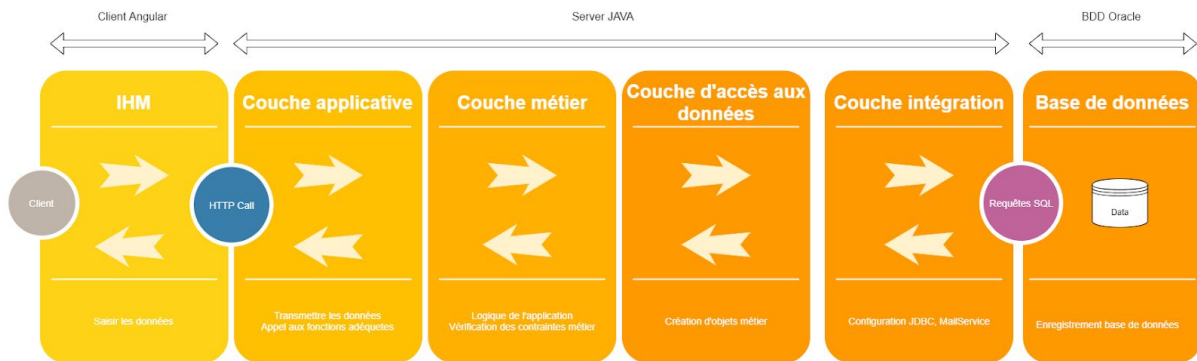 Client Angular
Server JAVA
BDD Oracle
IHM
Couche applicative
Couche métier
Couche d'accès aux
données
Couche intégration
Base de données
Client
HTTP Call
Requêtes SQL
Data
Saisir les données
Transmettre les données
Appel aux fonctions adéquetes
Logique de l'application
Vérification des contraintes métier
Création d'objets métier
Configuration JDBC, MailService
Enregistrement base de données